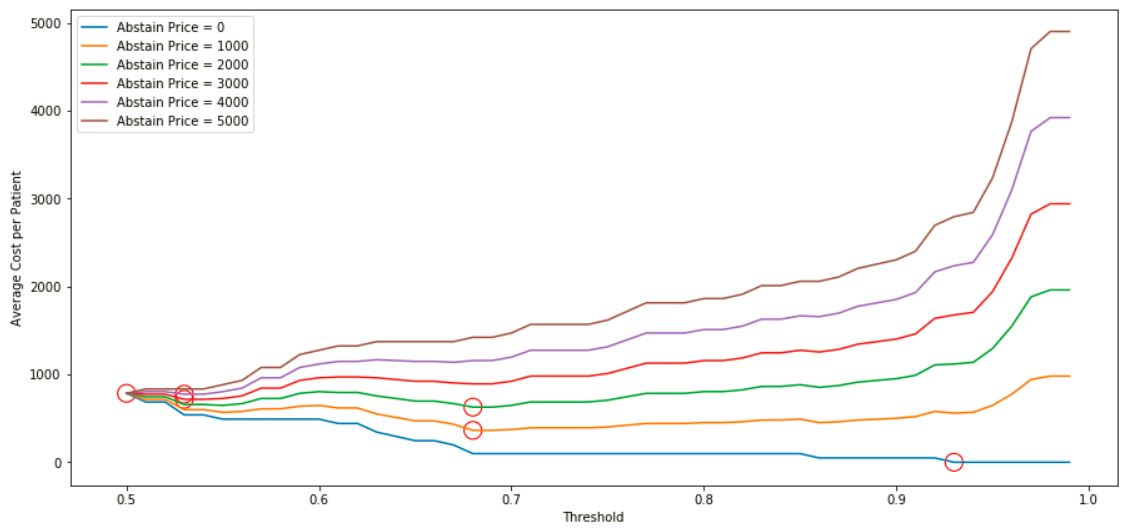 Abstain Price = 0
Abstain Price = 1000
Abstain Price = 2000
Abstain Price = 3000
Abstain Price = 4000
Abstain Price = 5000
Average Cost per Patient
5000
4000
3000
2000
1000
0
0.5 0.6 0.7 0.8 0.9 1.0
Threshold